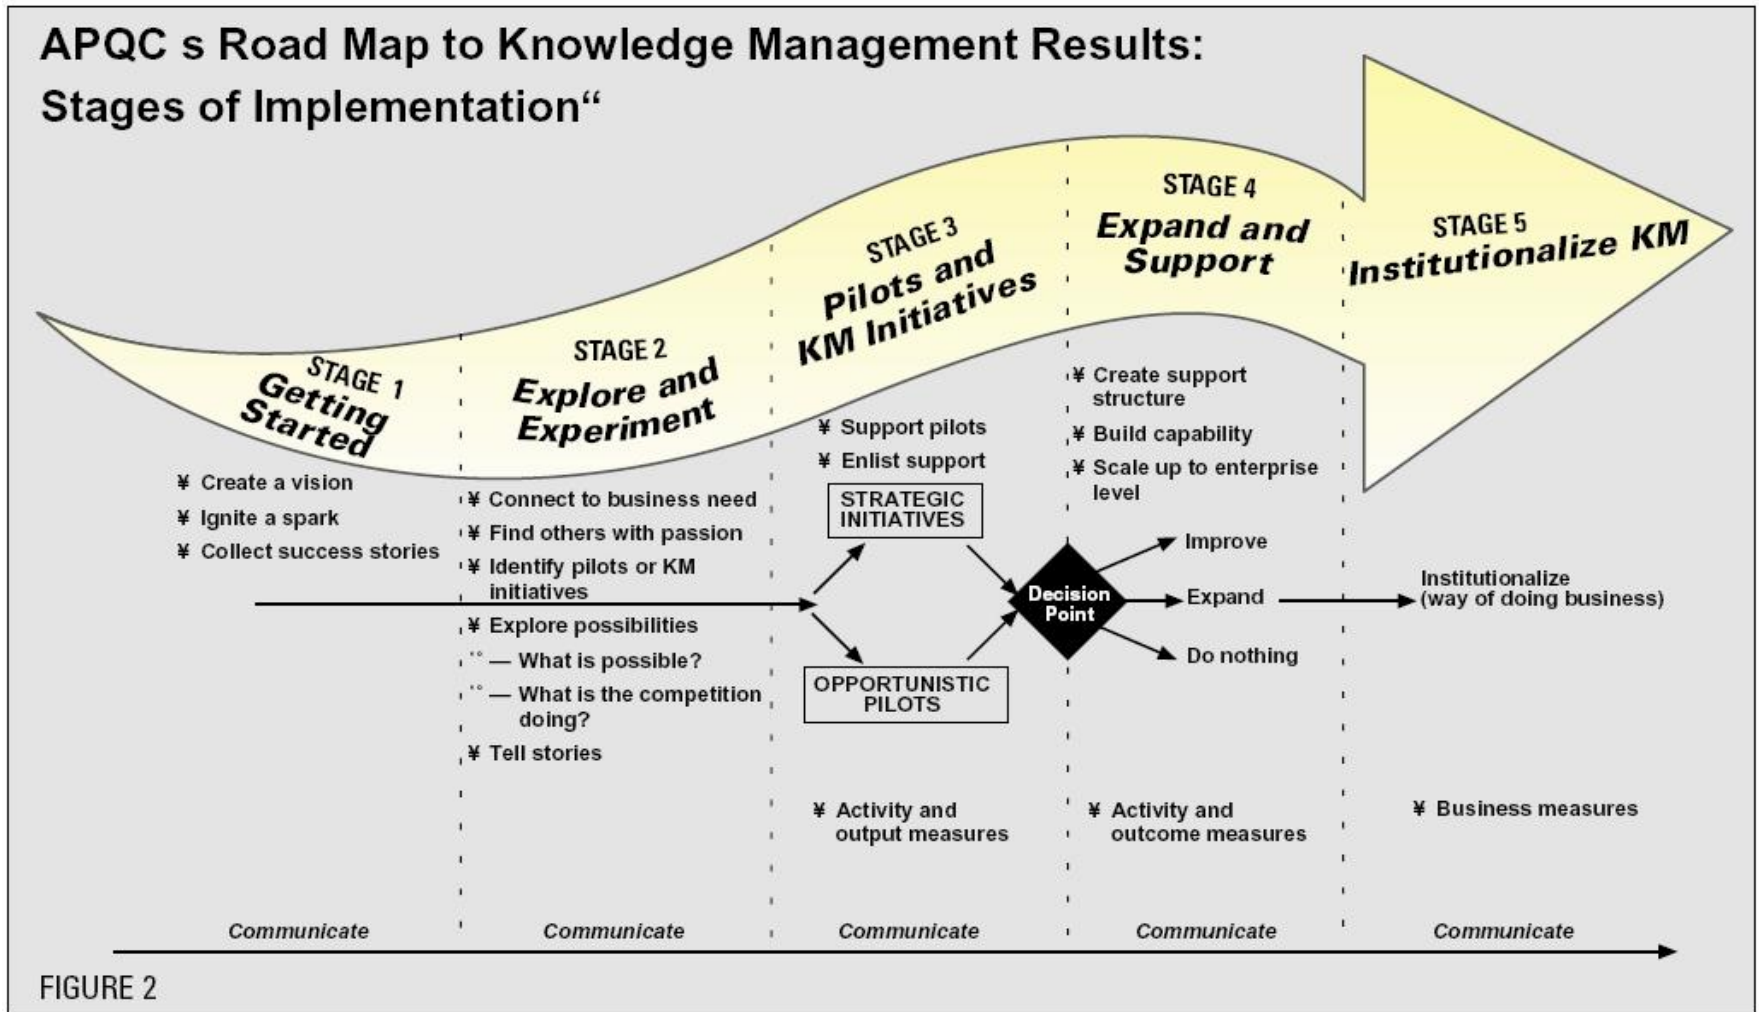 APQC s Road Map to Knowledge Management Results:
Stages of Implementation“
STAGE 1
Getting
Started
¥ Create a vision
¥ Ignite a spark
¥ Collect success stories
STAGE 2
Explore and
Experiment
¥ Connect to business need
¥ Find others with passion
¥ Identify pilots or KM
initiatives
¥ Explore possibilities
— What is possible?
— What is the competition
doing?
¥ Tell stories
STAGE 3
Pilots and
KM Initiatives
¥ Support pilots
¥ Enlist support
STRATEGIC
INITIATIVES
OPPORTUNISTIC
PILOTS
¥ Activity and
output measures
Decision
Point
STAGE 4
Expand and
Support
¥ Create support
structure
¥ Build capability
¥ Scale up to enterprise
level
Improve
Expand
Do nothing
¥ Activity and
outcome measures
STAGE 5
Institutionalize KM
Institutionalize
(way of doing business)
¥ Business measures
Communicate
Communicate
Communicate
Communicate
Communicate
FIGURE 2